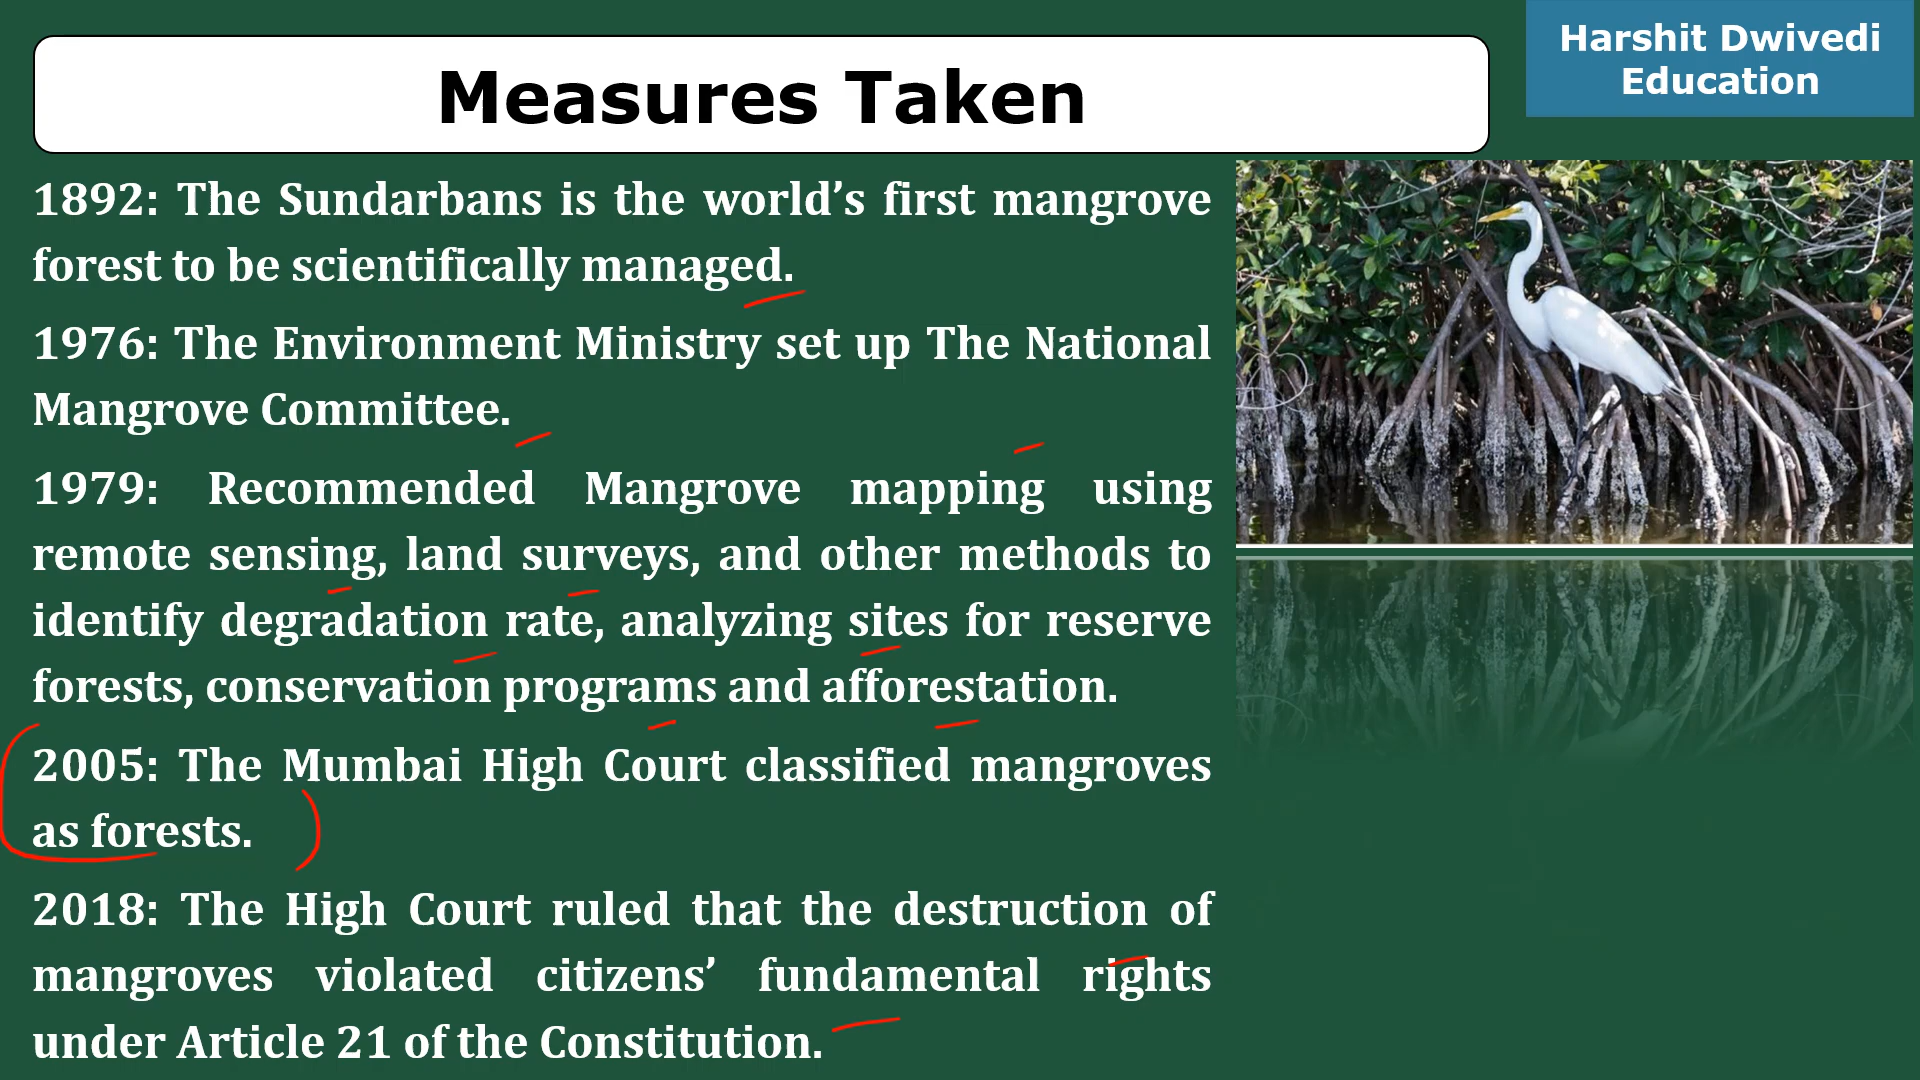 Harshit Dwivedi
Education
Measures Taken
1892: The Sundarbans is the world’s first mangrove
forest to be scientifically managed.
1976: The Environment Ministry set up The National
Mangrove Committee.
1979: Recommended Mangrove mapping using
remote sensing, land surveys, and other methods to
identify degradation rate, analyzing sites for reserve
forests, conservation programs and afforestation.
2005: The Mumbai High Court classified mangroves
as forests.
2018: The High Court ruled that the destruction of
mangroves violated citizens’ fundamental rights
under Article 21 of the Constitution.